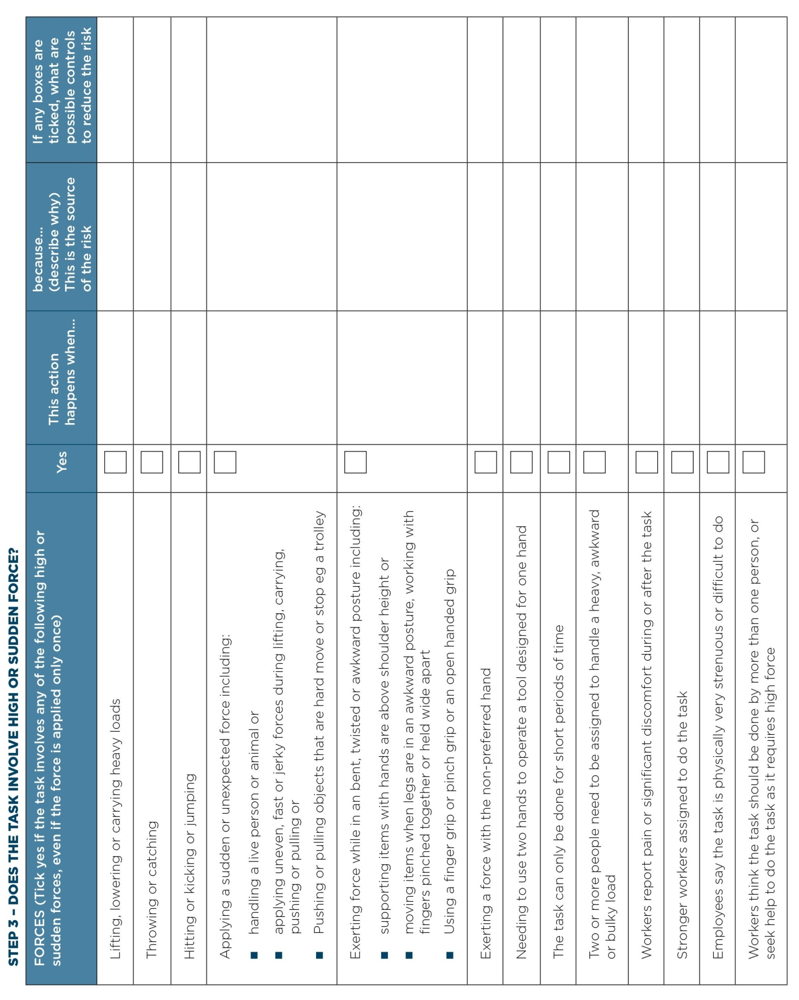 STEP 3 – DOES THE TASK INVOLVE HIGH OR SUDDEN FORCE?
FORCES (Tick yes if the task involves any of the following high or
sudden forces, even if the force is applied only once)
Yes
This action
happens when...
because...
(describe why)
This is the source
of the risk
If any boxes are
ticked, what are
possible controls
to reduce the risk
Lifting, lowering or carrying heavy loads
Throwing or catching
Hitting or kicking or jumping
Applying a sudden or unexpected force including:
handling a live person or animal or
applying uneven, fast or jerky forces during lifting, carrying,
pushing or pulling or
Pushing or pulling objects that are hard move or stop eg a trolley
Exerting force while in an bent, twisted or awkward posture including:
supporting items with hands are above shoulder height or
moving items when legs are in an awkward posture, working with
fingers pinched together or held wide apart
Using a finger grip or pinch grip or an open handed grip
Exerting a force with the non-preferred hand
Needing to use two hands to operate a tool designed for one hand
The task can only be done for short periods of time
Two or more people need to be assigned to handle a heavy, awkward
or bulky load
Workers report pain or significant discomfort during or after the task
Stronger workers assigned to do the task
Employees say the task is physically very strenuous or difficult to do
Workers think the task should be done by more than one person, or
seek help to do the task as it requires high force